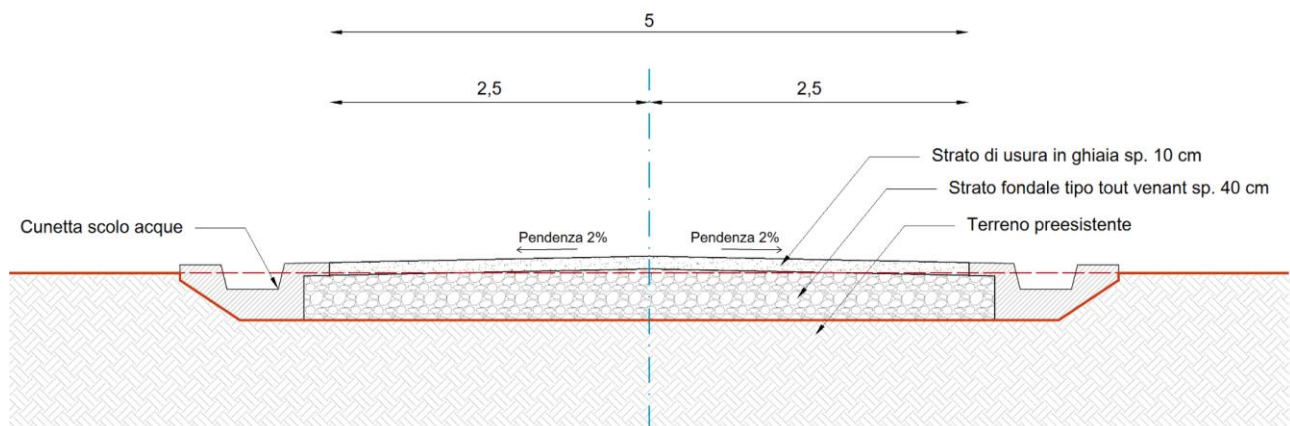 5
2,5
2,5
Strato di usura in ghiaia sp. 10 cm
Strato fondale tipo tout venant sp. 40 cm
Cunetta scolo acque
Terreno preesistente
Pendenza 2%
Pendenza 2%